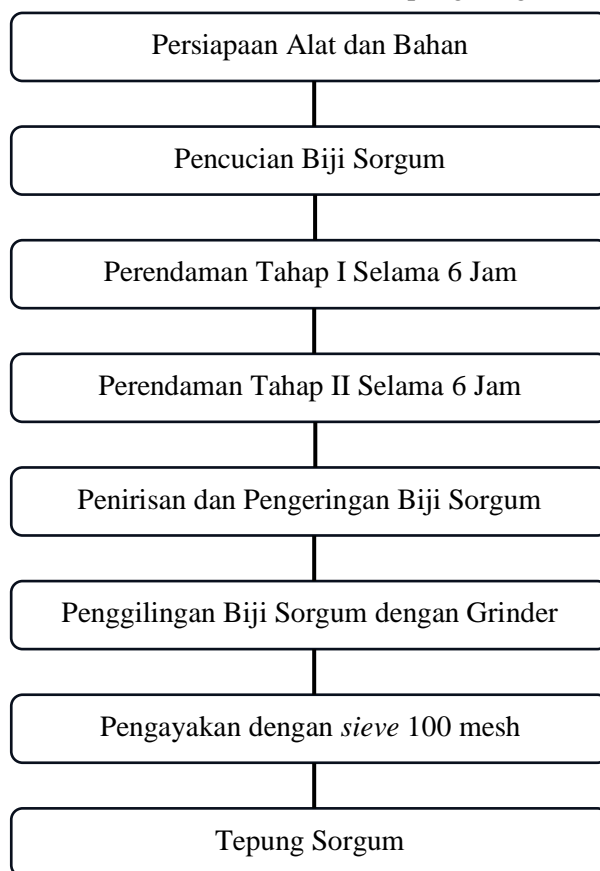 Persiapaan Alat dan Bahan
Pencucian Biji Sorgum
Perendaman Tahap I Selama 6 Jam
Perendaman Tahap II Selama 6 Jam
Penirisan dan Pengeringan Biji Sorgum
Penggilingan Biji Sorgum dengan Grinder
Pengayakan dengan sieve 100 mesh
Tepung Sorgum